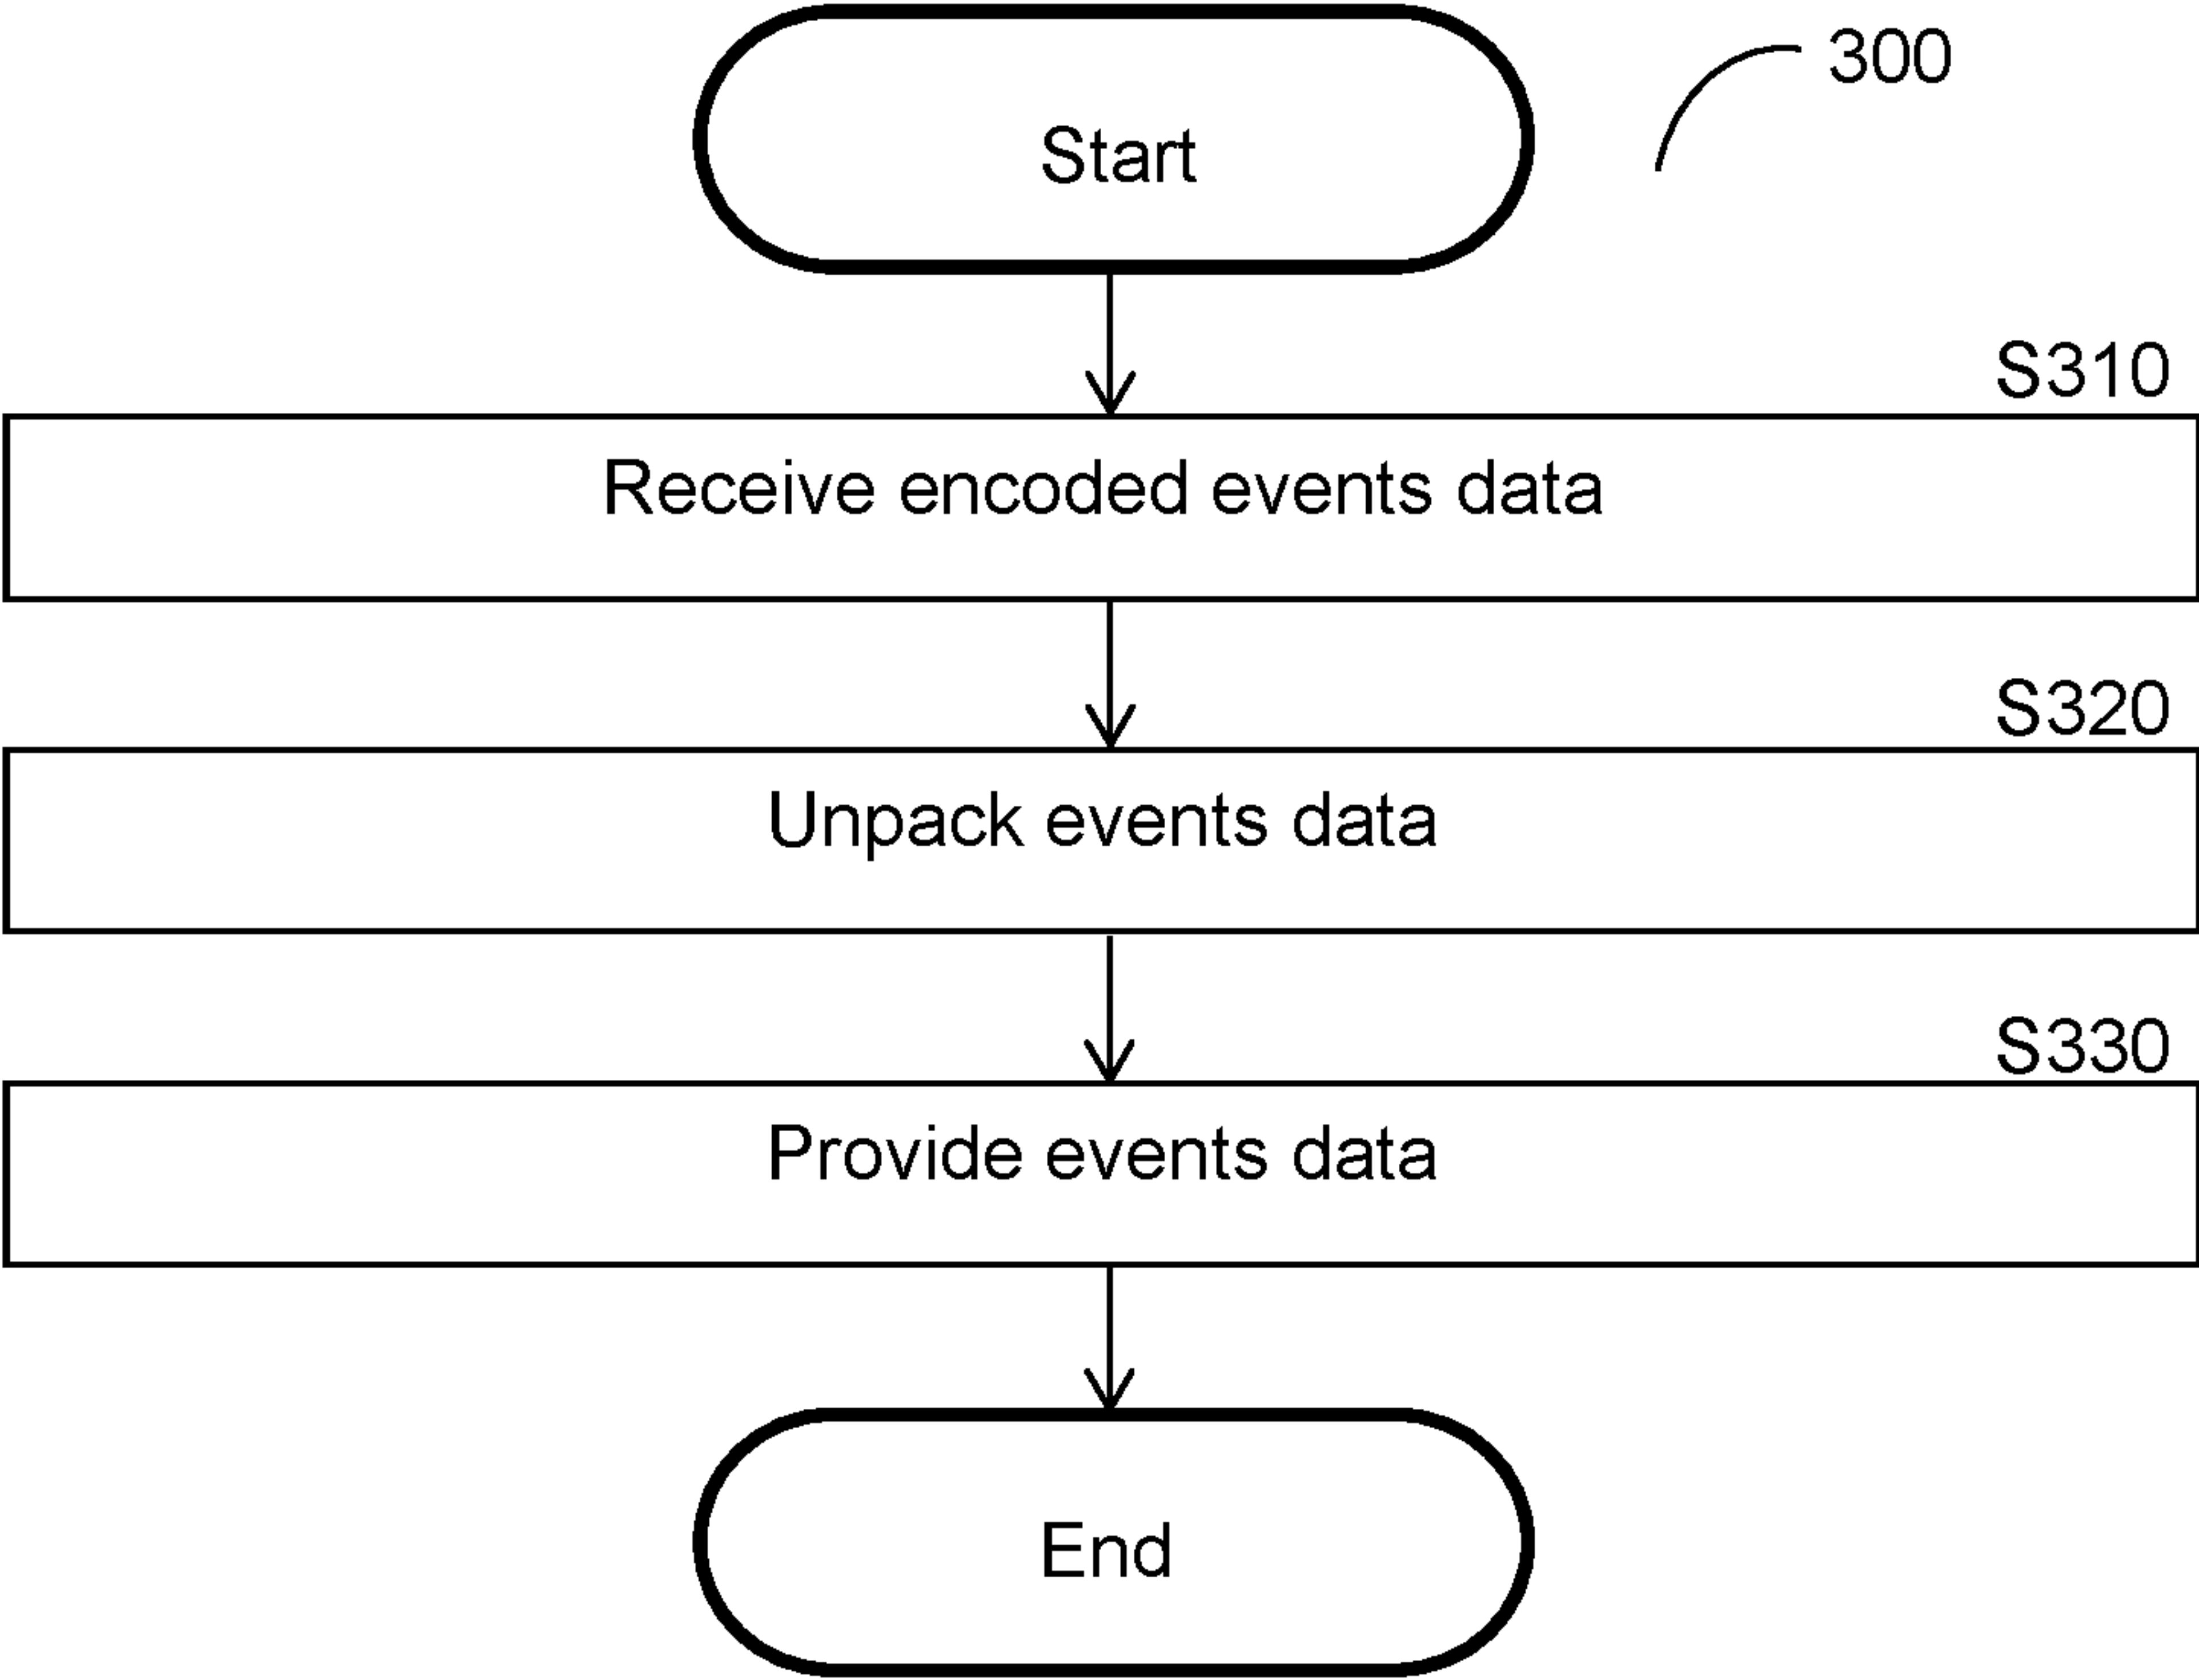 Start
300
S310
Receive encoded events data
S320
Unpack events data
S330
Provide events data
End